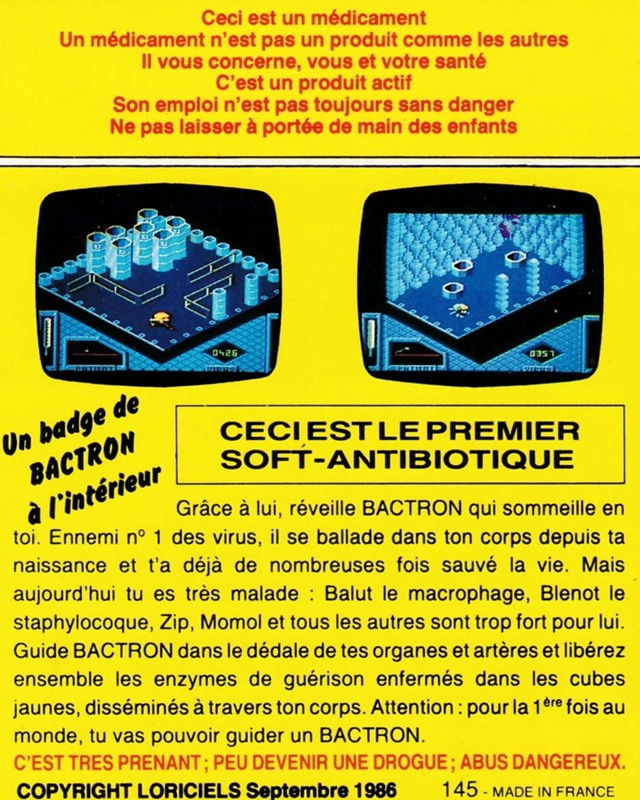 Ceci est un médicament
Un médicament n'est pas un produit comme les autres
Il vous concerne, vous et votre santé
C'est un produit actif
Son emploi n'est pas toujours sans danger
Ne pas laisser à portée de main des enfants
0426
PATIENT
VIRUS
0357
PATIENT
VIRUS
Un badge de
BACTRON
à l'intérieur
CECI EST LE PREMIER
SOFT-ANTIBIOTIQUE
Grâce à lui, réveille BACTRON qui sommeille en
toi. Ennemi nº 1 des virus, il se ballade dans ton corps depuis ta
naissance et t'a déjà de nombreuses fois sauvé la vie. Mais
aujourd'hui tu es très malade : Balut le macrophage, Blenot le
staphylocoque, Zip, Momol et tous les autres sont trop fort pour lui.
Guide BACTRON dans le dédale de tes organes et artères et libérez
ensemble les enzymes de guérison enfermés dans les cubes
jaunes, disséminés à travers ton corps. Attention : pour la 1ère fois au
monde, tu vas pouvoir guider un BACTRON.
C'EST TRES PRENANT ; PEU DEVENIR UNE DROGUE ; ABUS DANGEREUX.
COPYRIGHT LORICIELS Septembre 1986 145 - MADE IN FRANCE